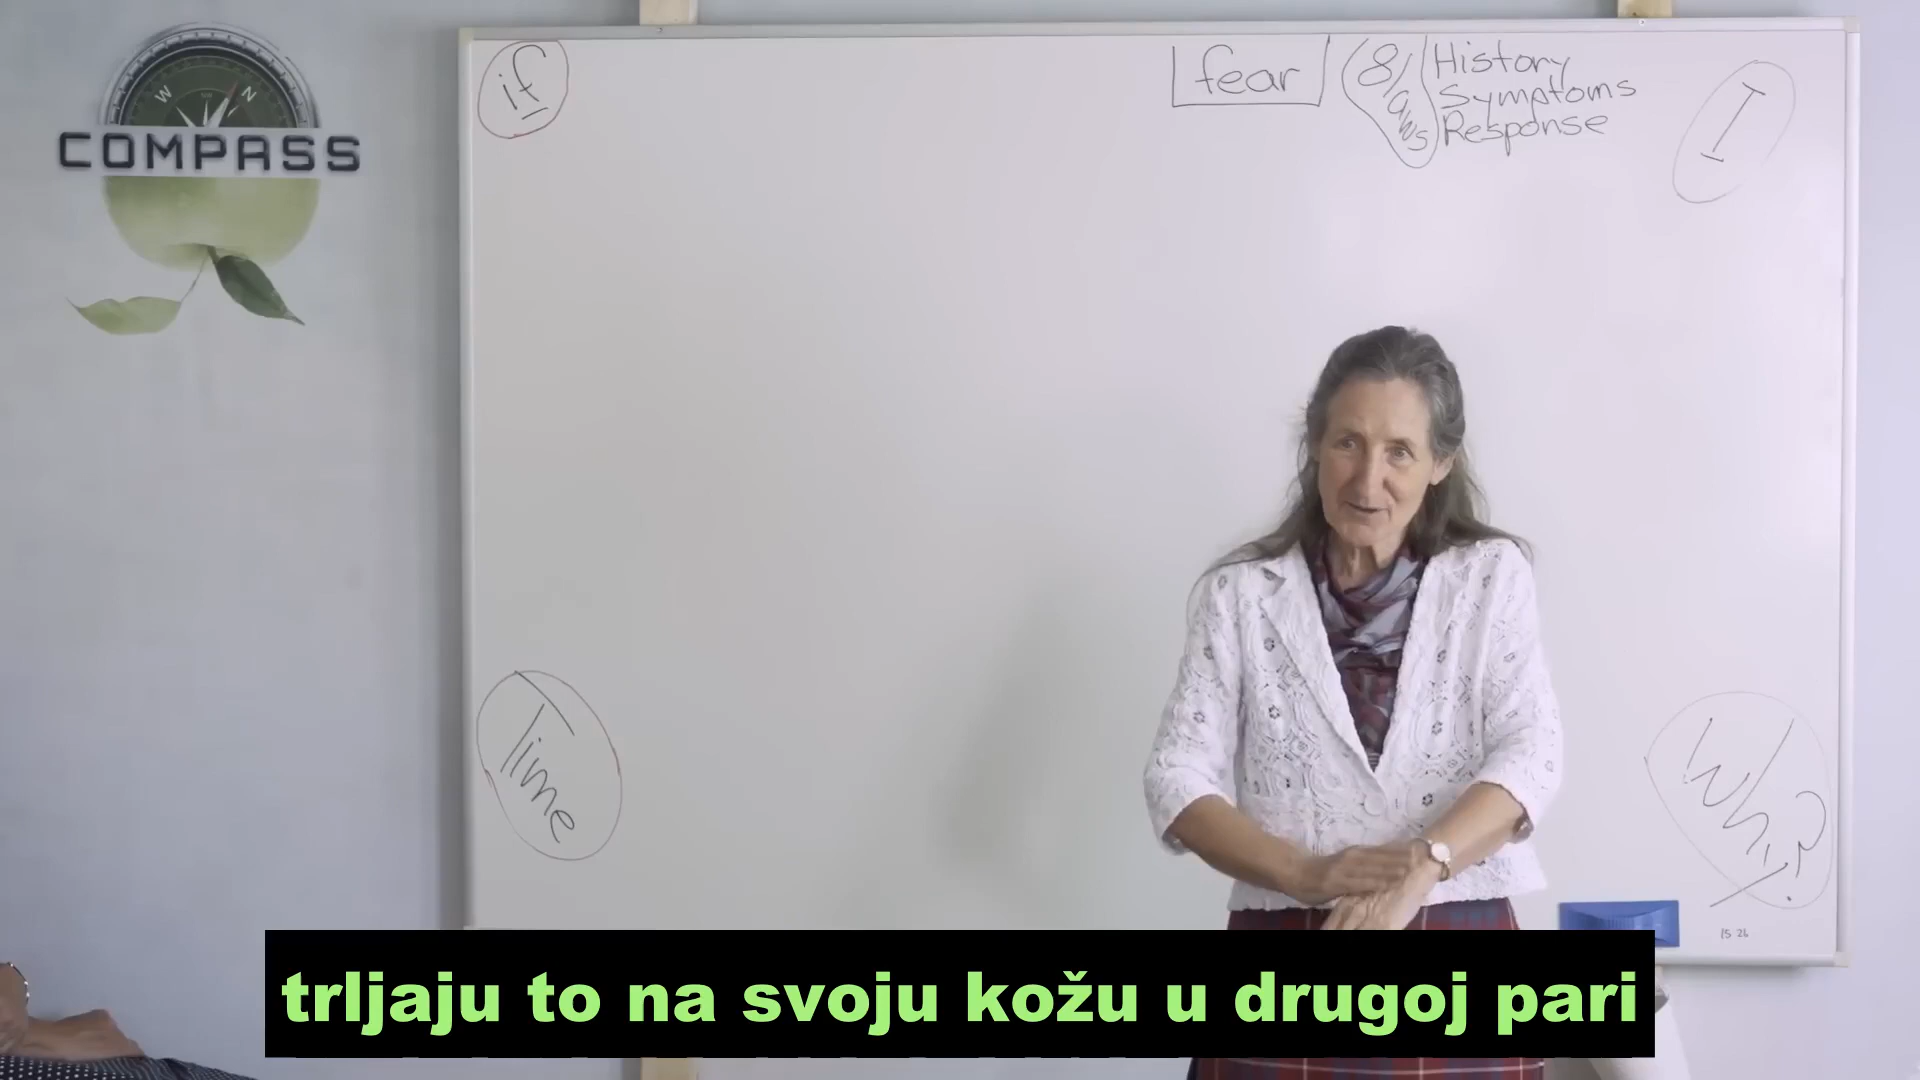 W N
COMPASS
if
fear
8 laws
History
Symptoms
Response
I
Time
Why?
15 26
trljaju to na svoju kožu u drugoj pari